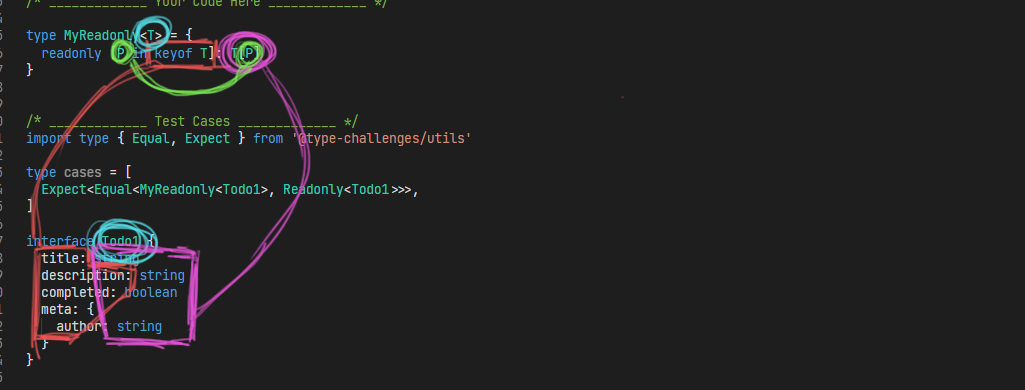 /* _____________ Your Code Here _____________ */
type MyReadonly<T> = {
readonly [P in keyof T]: T[P]
}
/* _____________ Test Cases _____________ */
import type { Equal, Expect } from '@type-challenges/utils'
type cases = [
Expect<Equal<MyReadonly<Todo1>, Readonly<Todo1>>>,
]
interface Todo1 {
title: string
description: string
completed: boolean
meta: {
author: string
}
}